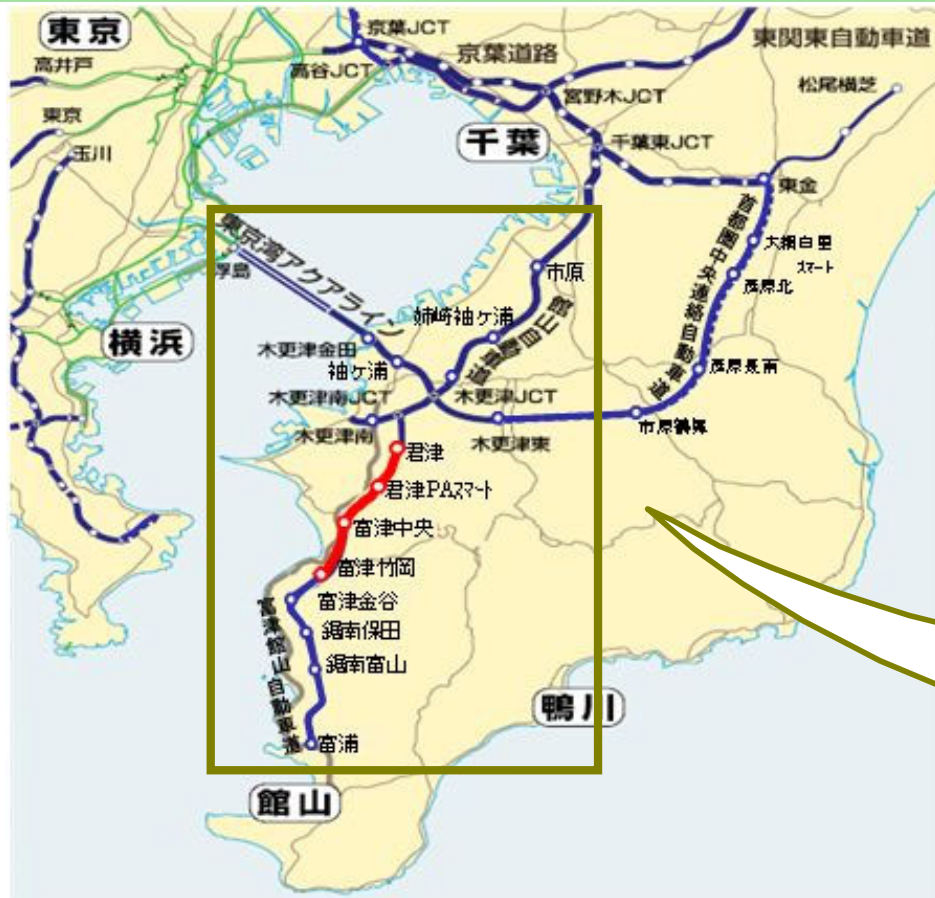 東京
京葉JCT
東関東自動車道
高井戸
高谷JCT
京葉道路
松尾横芝
宮野木JCT
東京
千葉
千葉東JCT
玉川
東金
東京湾アクアライン
首都圏中央連絡自動車道
大網白里
スマート
浮島
市原
茂原北
姉崎袖ケ浦
館山自動車道
横浜
木更津金田
袖ケ浦
茂原長南
木更津南JCT
木更津JCT
市原鶴舞
木更津南
木更津東
君津
君津PAスマート
富津中央
富津竹岡
富津金谷
富津館山自動車道
鋸南保田
鋸南富山
鴨川
富浦
館山